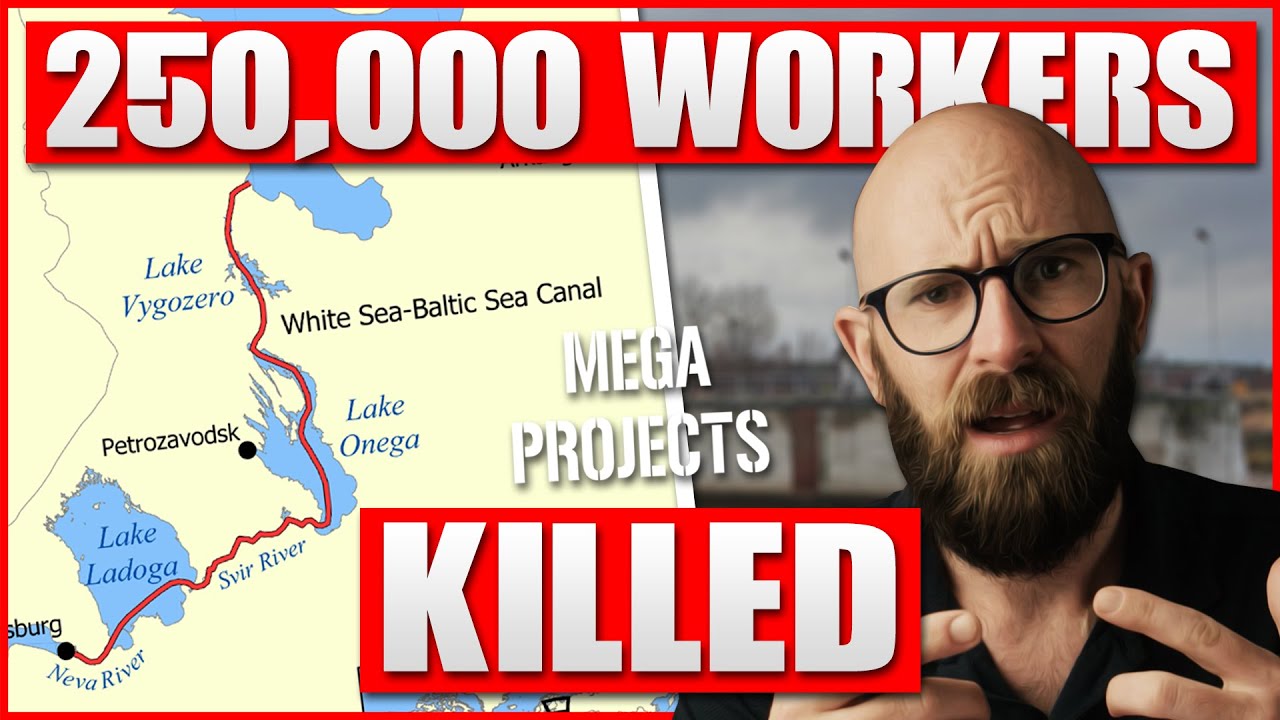 250,000 WORKERS
Lake
Vygozero
White Sea-Baltic Sea Canal
MEGA
PROJECTS
Lake
Onega
Petrozavodsk
Lake
Ladoga
Svir River
sburg
Neva River
KILLED